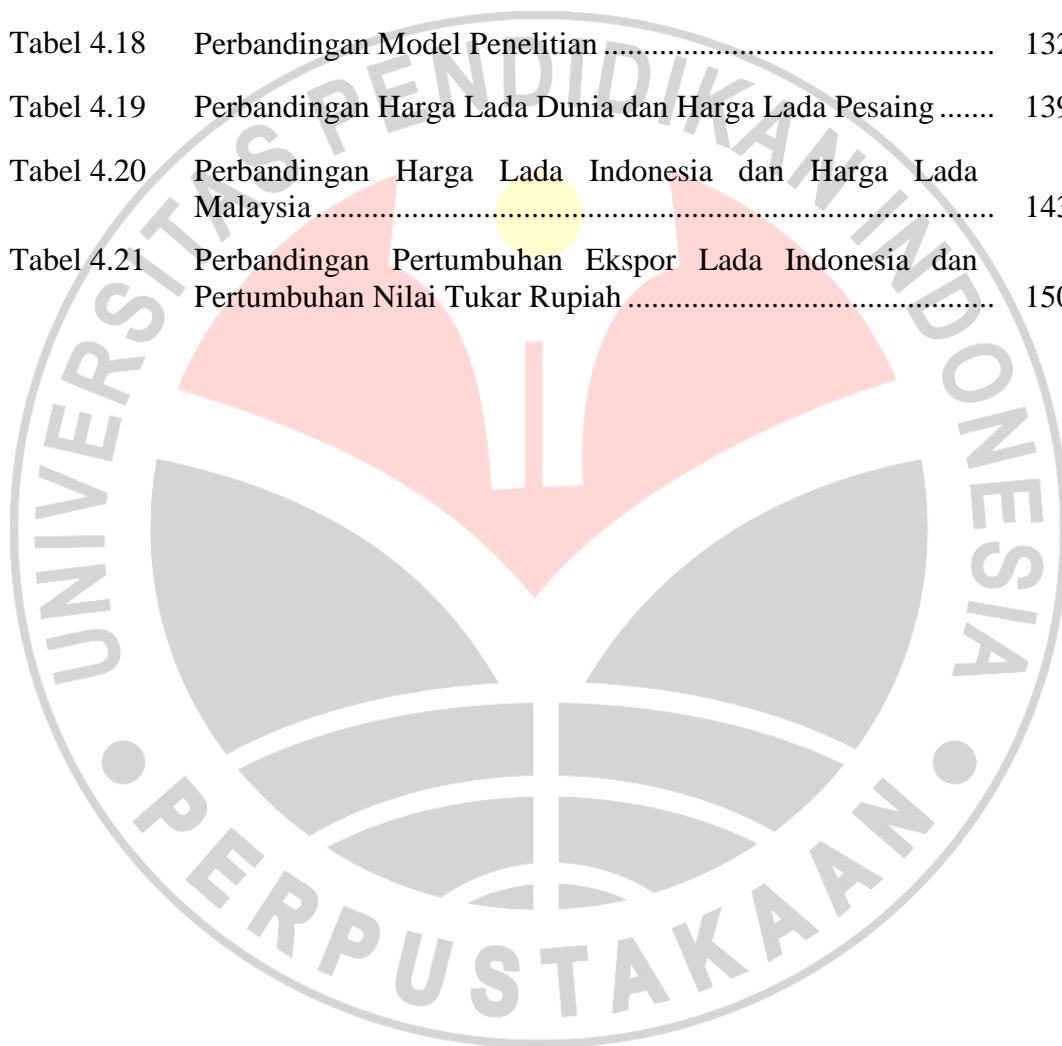 Tabel 4.18 Perbandingan Model Penelitian ........................................ 132
Tabel 4.19 Perbandingan Harga Lada Dunia dan Harga Lada Pesaing ....... 139
Tabel 4.20 Perbandingan Harga Lada Indonesia dan Harga Lada
Malaysia ...................................................................... 143
Tabel 4.21 Perbandingan Pertumbuhan Ekspor Lada Indonesia dan
Pertumbuhan Nilai Tukar Rupiah ...................................... 150
UNIVERSITAS PENDIDIKAN INDONESIA
PERPUSTAKAAN